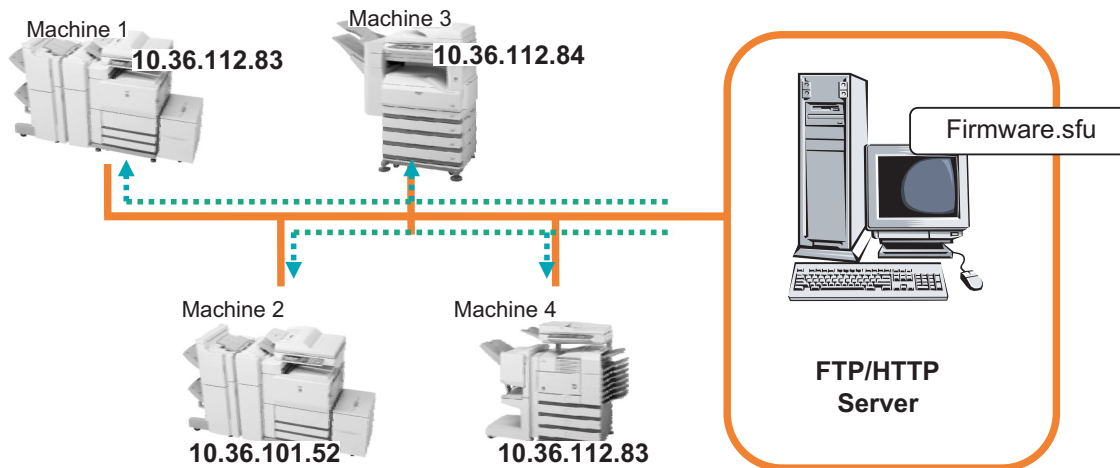 Machine 1
10.36.112.83
Machine 3
10.36.112.84
Firmware.sfu
Machine 2
10.36.101.52
Machine 4
10.36.112.83
FTP/HTTP
Server